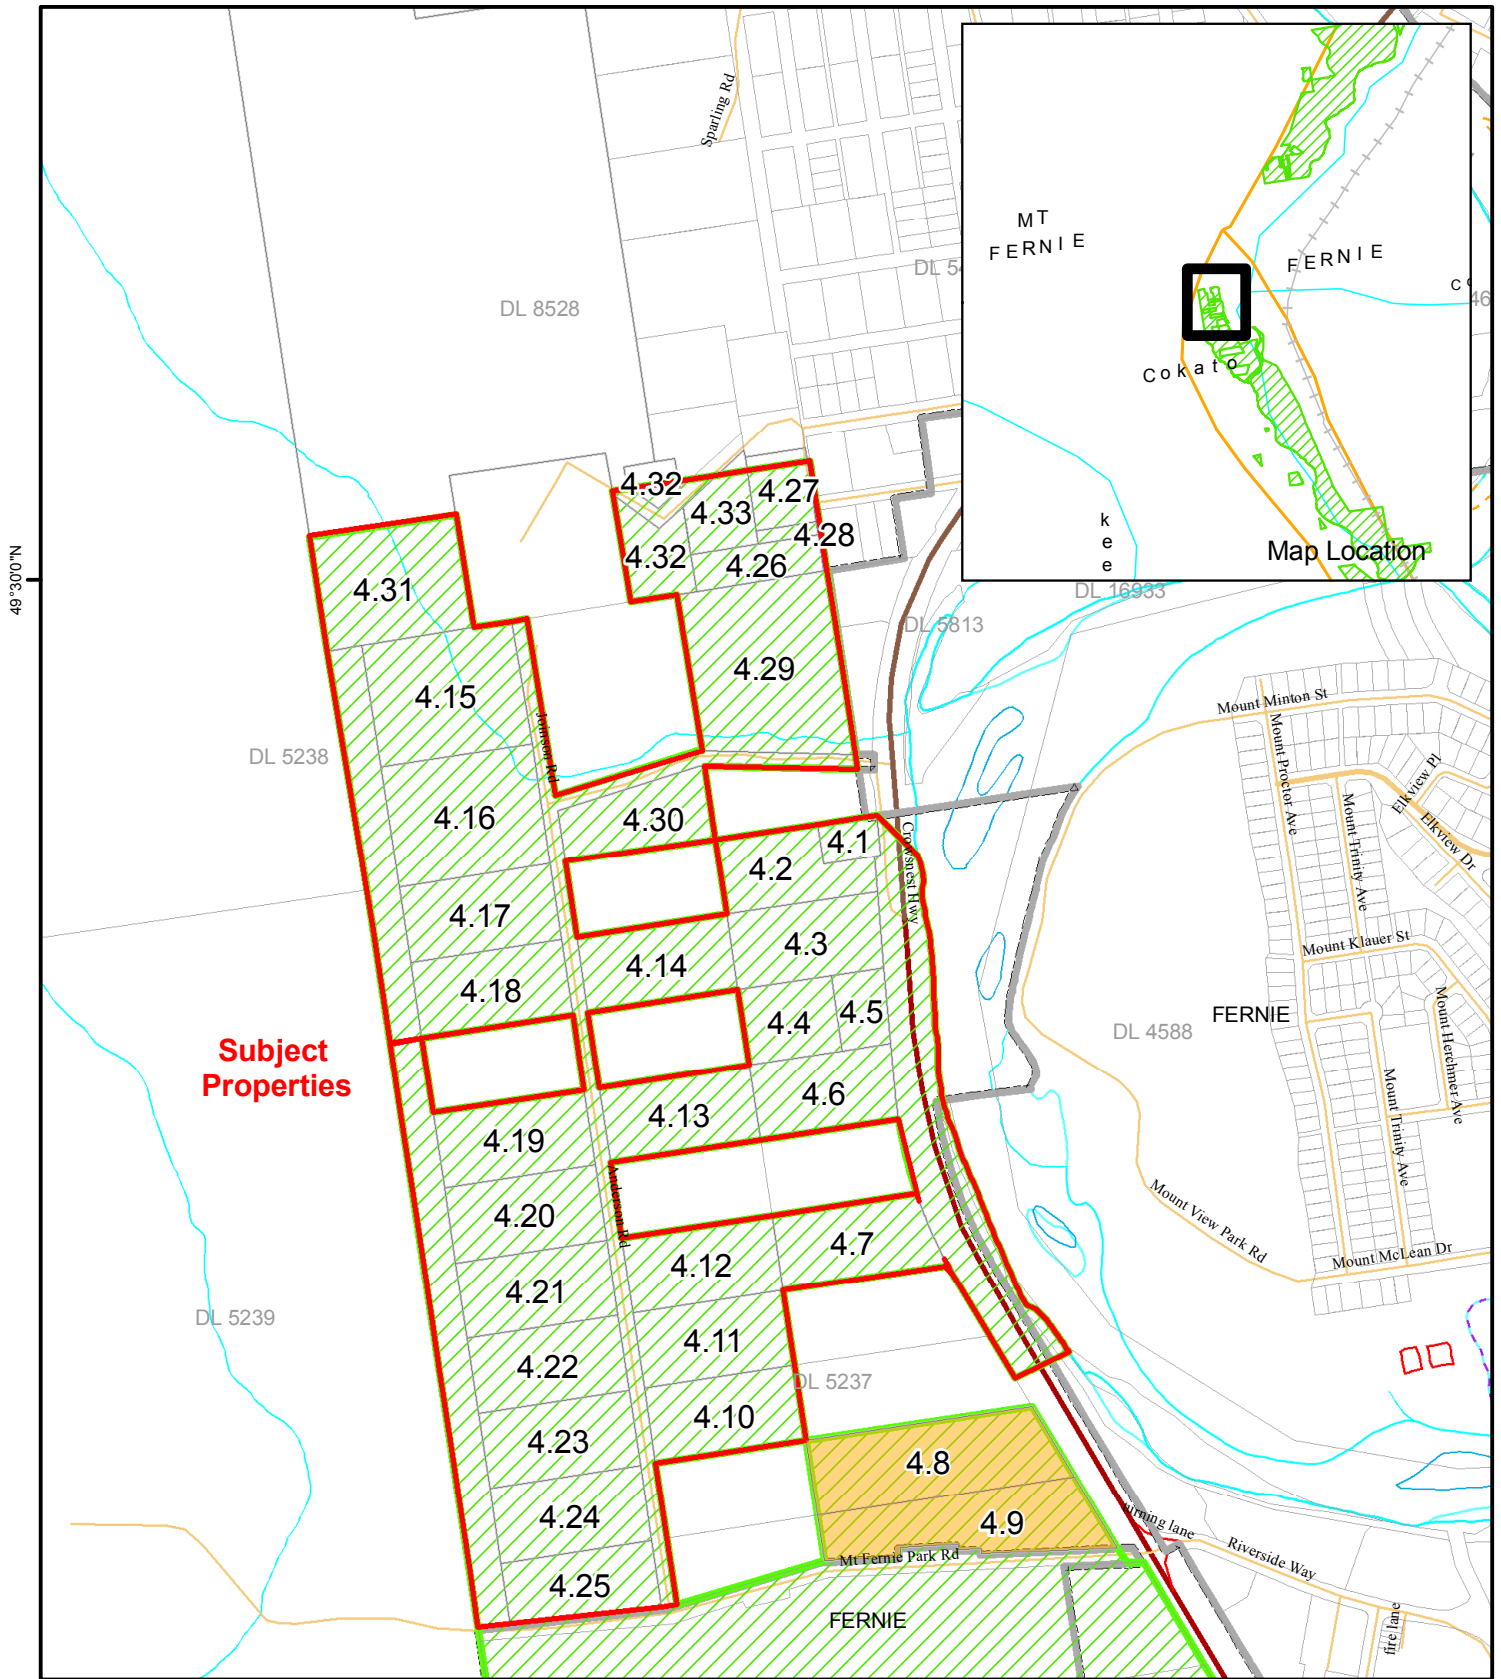 Sparling Rd
DL 8528
DL 54
MT
FERNIE
FERNIE
46
Cokato
k
e
e
Map Location
49°30'0"N
4.32
4.27
4.33
4.28
4.32
4.26
4.31
DL 16933
DL 5813
4.29
4.15
Mount Minton St
Johnson Rd
Mount Proctor Ave
DL 5238
Elkview Pl
4.16
4.30
4.1
4.2
Crowsnest Hwy
Mount Trinity Ave
Elkview Dr
4.17
4.3
Mount Klauer St
4.14
4.18
4.4
4.5
FERNIE
Mount Herchmer Ave
DL 4588
Subject
Properties
4.6
4.13
4.19
Mount Trinity Ave
Anderson Rd
4.20
4.7
Mount View Park Rd
4.12
Mount McLean Dr
4.21
DL 5239
4.11
4.22
DL 5237
4.10
4.23
4.8
4.24
4.9
turning lane
Riverside Way
Mt Fernie Park Rd
4.25
FERNIE
fire lane